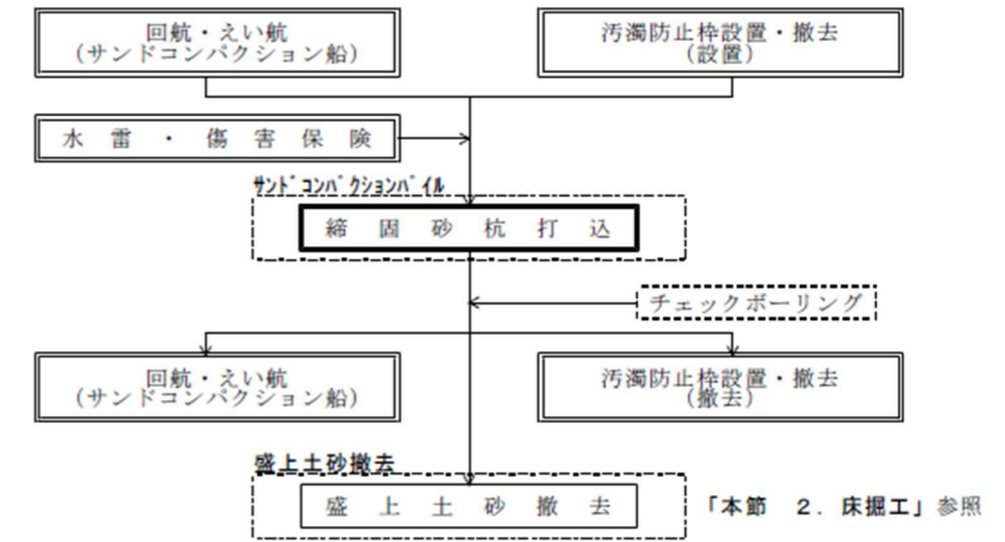 回航・えい航
(サンドコンパクション船)
汚濁防止枠設置・撤去
(設置)
水雷・傷害保険
ｻﾝﾄﾞｺﾝﾊﾟｸｼｮﾝﾊﾟｲﾙ
締固砂杭打込
チェックボーリング
回航・えい航
(サンドコンパクション船)
汚濁防止枠設置・撤去
(撤去)
盛上土砂撤去
盛上土砂撤去
「本節 ２．床掘工」参照